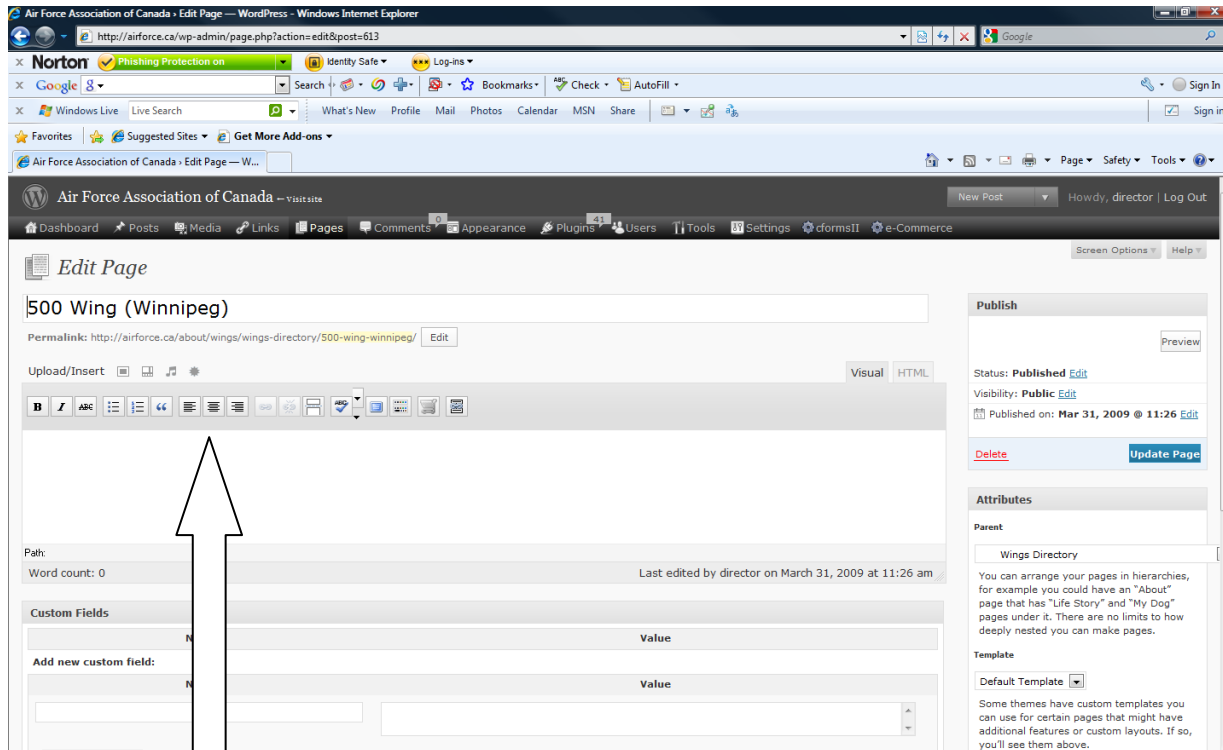 Air Force Association of Canada › Edit Page — WordPress - Windows Internet Explorer
http://airforce.ca/wp-admin/page.php?action=edit&post=613
Google
x Norton Phishing Protection on Identity Safe Log-ins
x Google Search Bookmarks Check AutoFill Sign In
x Windows Live Live Search What's New Profile Mail Photos Calendar MSN Share Sign in
Favorites Suggested Sites Get More Add-ons
Air Force Association of Canada › Edit Page — W... Page Safety Tools
Air Force Association of Canada ← Visit site New Post Howdy, director | Log Out
Dashboard Posts Media Links Pages Comments 0 Appearance Plugins 41 Users Tools Settings cformsII e-Commerce
Screen Options Help
Edit Page
500 Wing (Winnipeg)
Permalink: http://airforce.ca/about/wings/wings-directory/500-wing-winnipeg/ Edit
Upload/Insert Visual HTML
B I ABC ABC
Path:
Word count: 0 Last edited by director on March 31, 2009 at 11:26 am
Custom Fields
N Value
Add new custom field:
N Value
Publish
Preview
Status: Published Edit
Visibility: Public Edit
Published on: Mar 31, 2009 @ 11:26 Edit
Delete Update Page
Attributes
Parent
Wings Directory
You can arrange your pages in hierarchies,
for example you could have an "About"
page that has "Life Story" and "My Dog"
pages under it. There are no limits to how
deeply nested you can make pages.
Template
Default Template
Some themes have custom templates you
can use for certain pages that might have
additional features or custom layouts. If so,
you'll see them above.